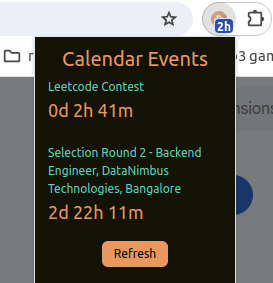 2h
r
Calendar Events
o3 gam
Leetcode Contest
0d 2h 41m
nsions
Selection Round 2 - Backend
Engineer, DataNimbus
Technologies, Bangalore
2d 22h 11m
Refresh